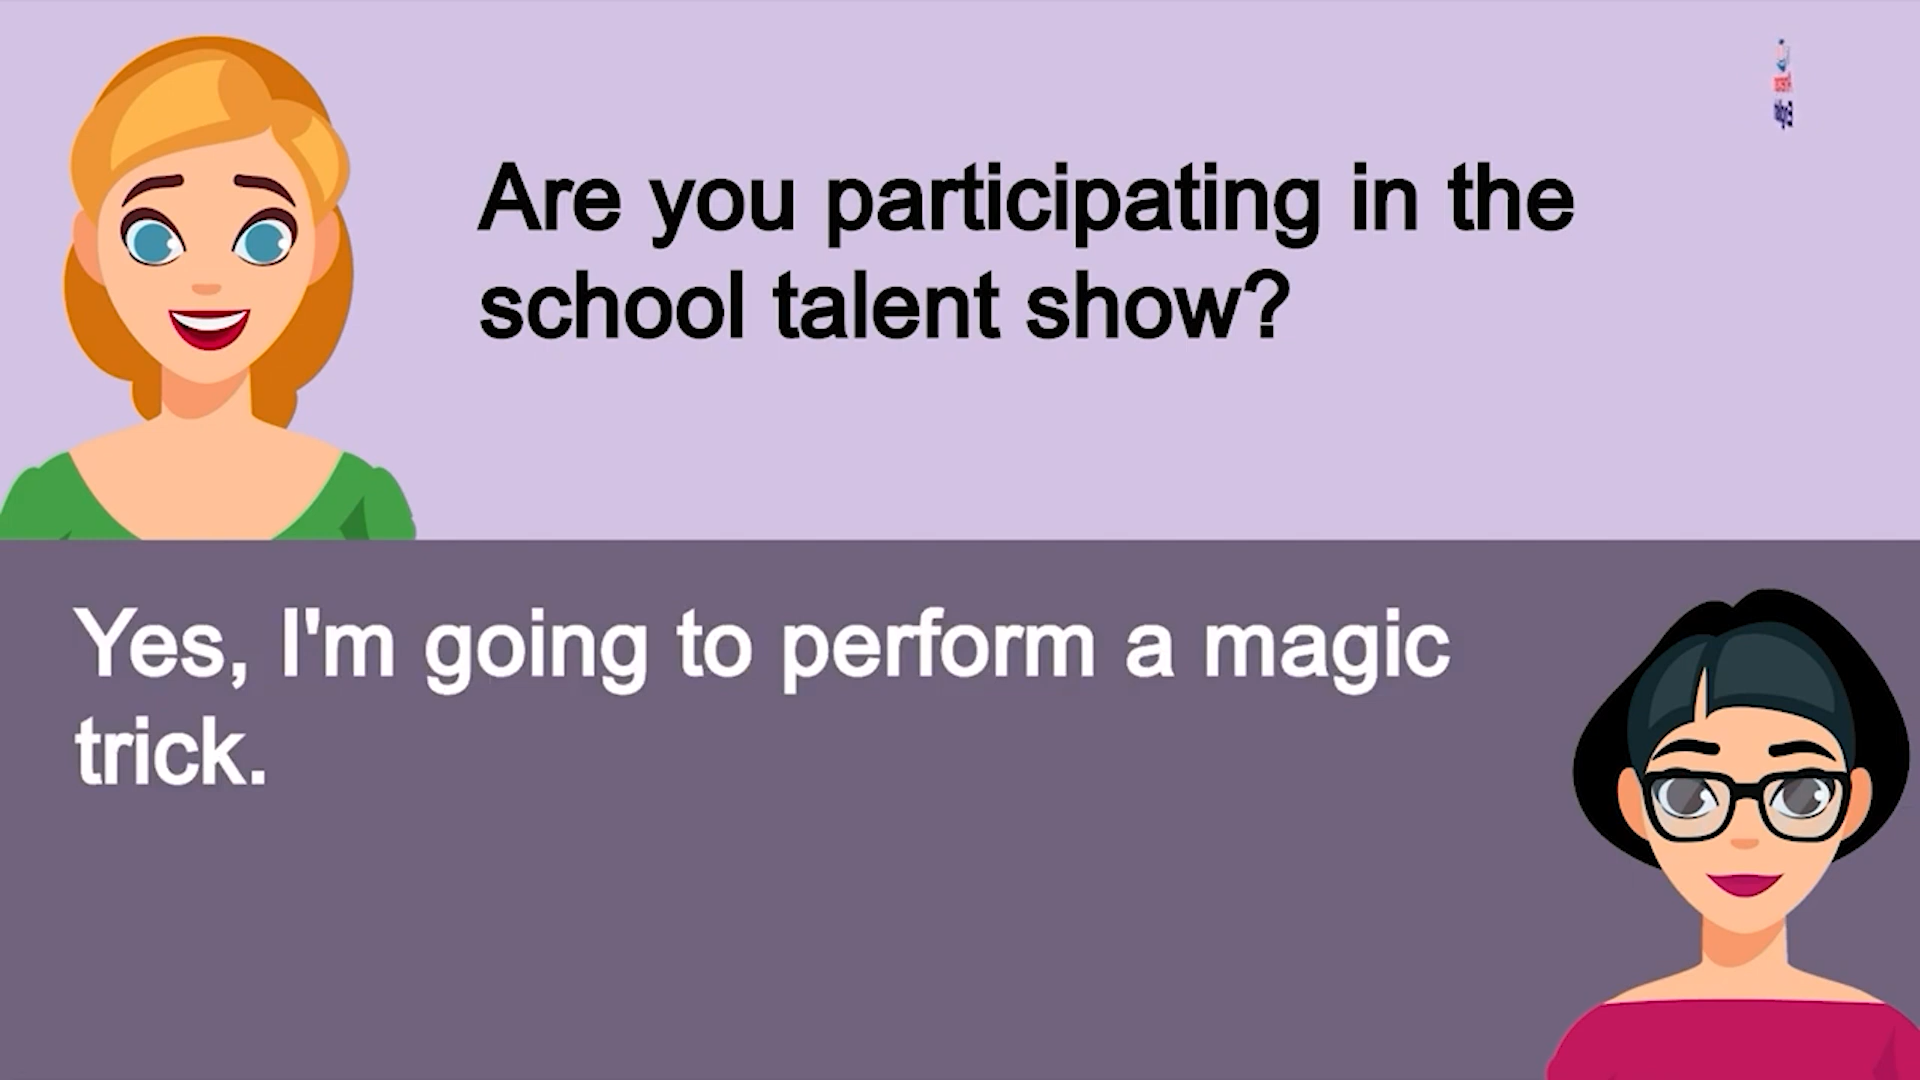 Are you participating in the
school talent show?
Yes, I'm going to perform a magic
trick.